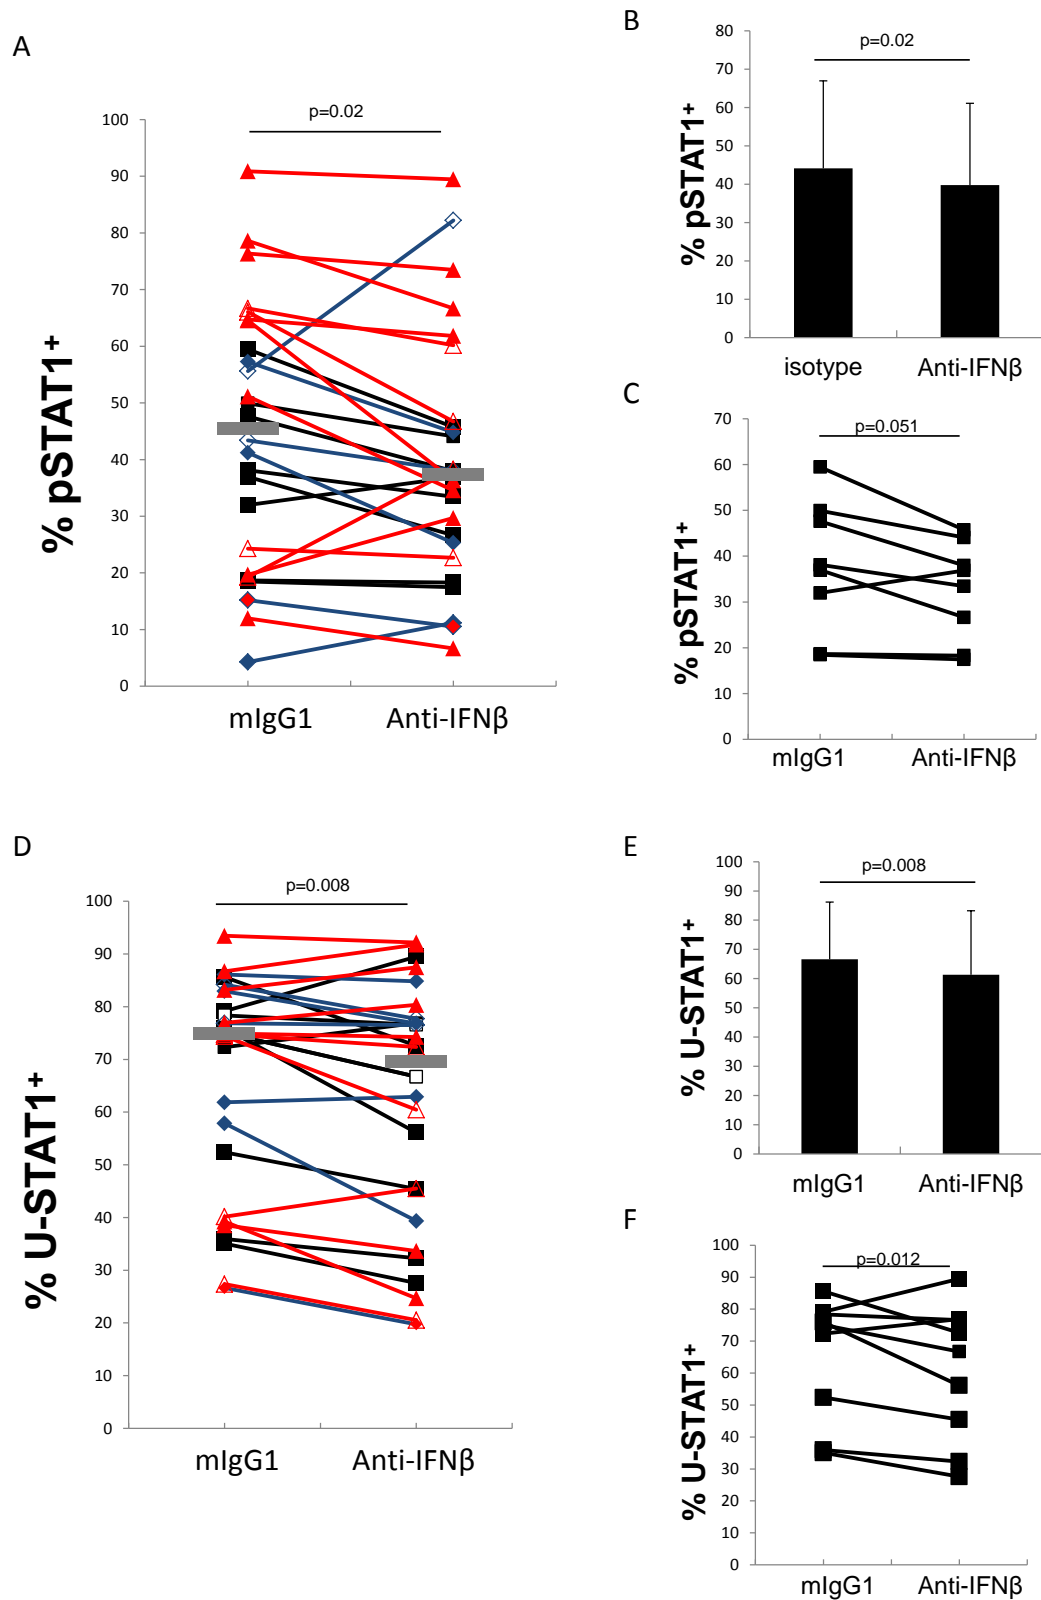 A
p=0.02
100
90
80
70
60
50
40
30
20
10
0
% pSTAT1+
mIgG1 Anti-IFNβ
B
p=0.02
80
70
60
50
40
30
20
10
0
% pSTAT1+
isotype Anti-IFNβ
C
p=0.051
70
60
50
40
30
20
10
0
% pSTAT1+
mIgG1 Anti-IFNβ
D
p=0.008
100
90
80
70
60
50
40
30
20
10
0
% U-STAT1+
mIgG1 Anti-IFNβ
E
p=0.008
100
90
80
70
60
50
40
30
20
10
0
% U-STAT1+
mIgG1 Anti-IFNβ
F
p=0.012
100
90
80
70
60
50
40
30
20
10
0
% U-STAT1+
mIgG1 Anti-IFNβ